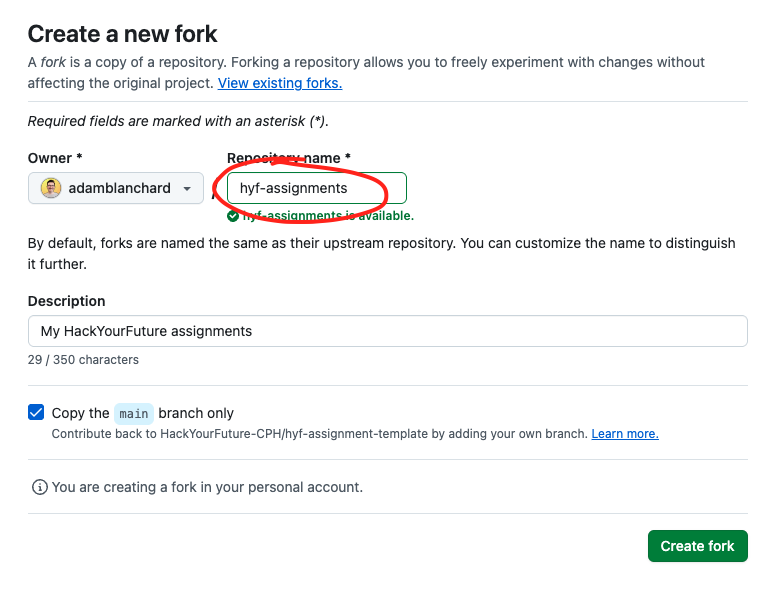 Create a new fork
A fork is a copy of a repository. Forking a repository allows you to freely experiment with changes without
affecting the original project. View existing forks.
Required fields are marked with an asterisk (*).
Owner * Repository name *
adamblanchard / hyf-assignments
hyf-assignments is available.
By default, forks are named the same as their upstream repository. You can customize the name to distinguish
it further.
Description
My HackYourFuture assignments
29 / 350 characters
Copy the main branch only
Contribute back to HackYourFuture-CPH/hyf-assignment-template by adding your own branch. Learn more.
You are creating a fork in your personal account.
Create fork